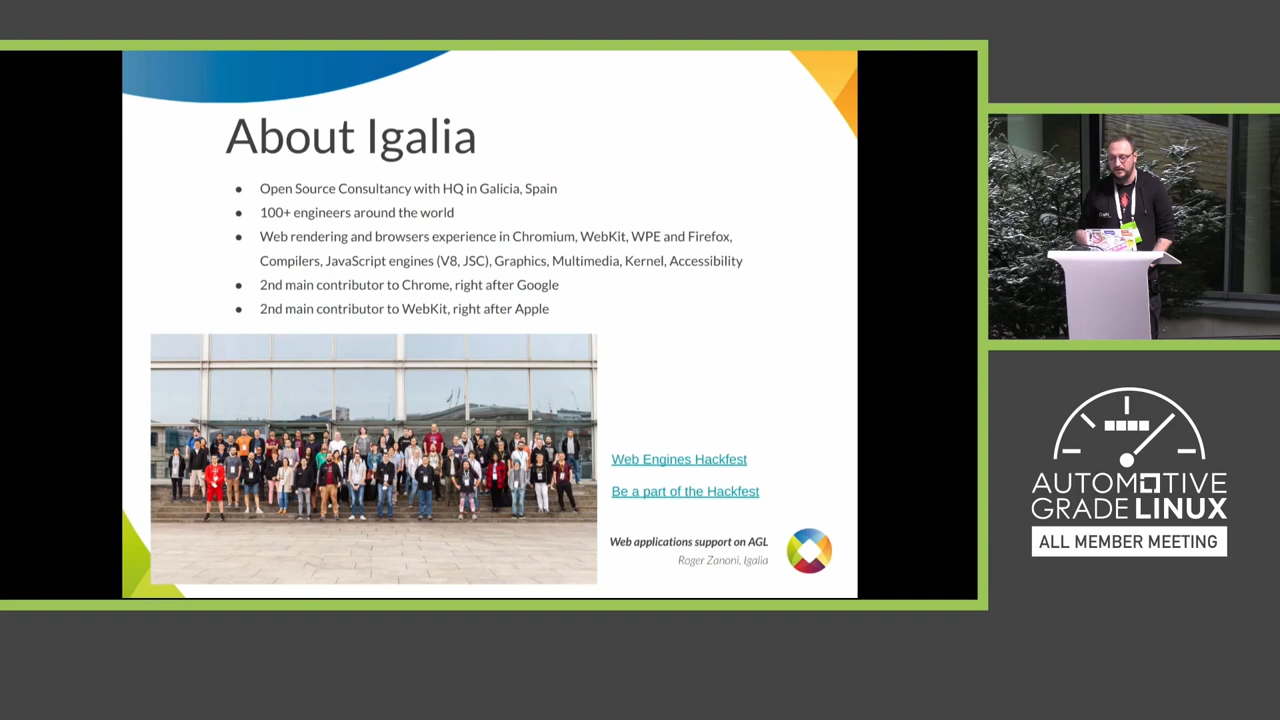 About Igalia
● Open Source Consultancy with HQ in Galicia, Spain
● 100+ engineers around the world
● Web rendering and browsers experience in Chromium, WebKit, WPE and Firefox,
Compilers, JavaScript engines (V8, JSC), Graphics, Multimedia, Kernel, Accessibility
● 2nd main contributor to Chrome, right after Google
● 2nd main contributor to WebKit, right after Apple
Web Engines Hackfest
Be a part of the Hackfest
Web applications support on AGL
Roger Zanoni, Igalia
AUTOMOTIVE
GRADE LINUX
ALL MEMBER MEETING